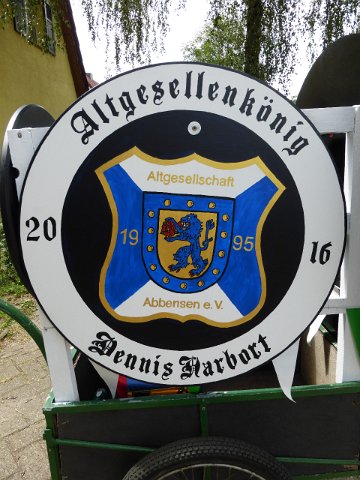 Altgesellenkönig
Altgesellschaft
20 19 95 16
Abbensen e.V.
Dennis Harbort